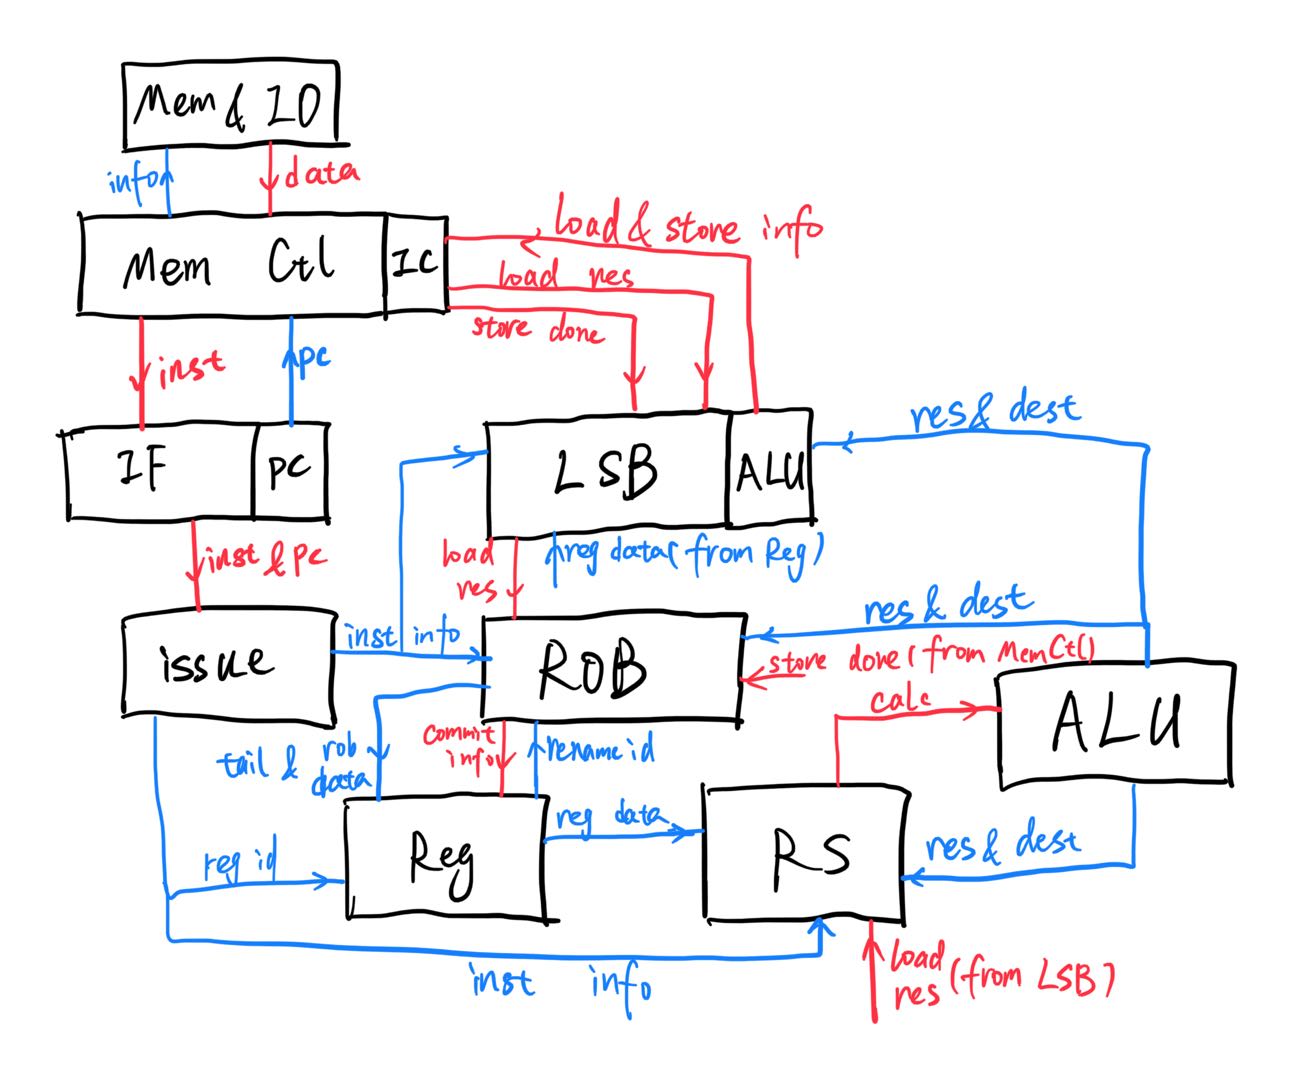 Mem & IO
info
data
Mem Ctl
IC
load & store info
load res
store done
inst
pc
IF
PC
LSB
ALU
res & dest
inst & pc
load
res
reg data (from Reg)
issue
inst info
ROB
res & dest
store done (from MemCtl)
calc
ALU
tail & rob
data
commit
info
rename id
Reg
reg data
RS
res & dest
reg id
inst info
load
res
(from LSB)